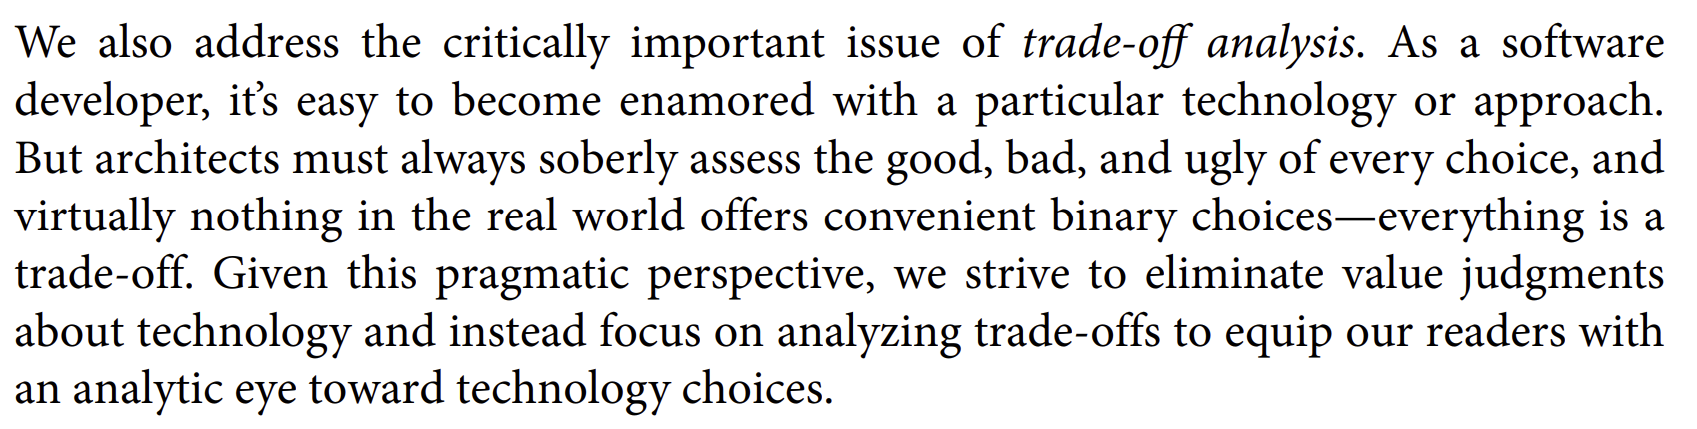 We also address the critically important issue of trade-off analysis. As a software
developer, it’s easy to become enamored with a particular technology or approach.
But architects must always soberly assess the good, bad, and ugly of every choice, and
virtually nothing in the real world offers convenient binary choices—everything is a
trade-off. Given this pragmatic perspective, we strive to eliminate value judgments
about technology and instead focus on analyzing trade-offs to equip our readers with
an analytic eye toward technology choices.